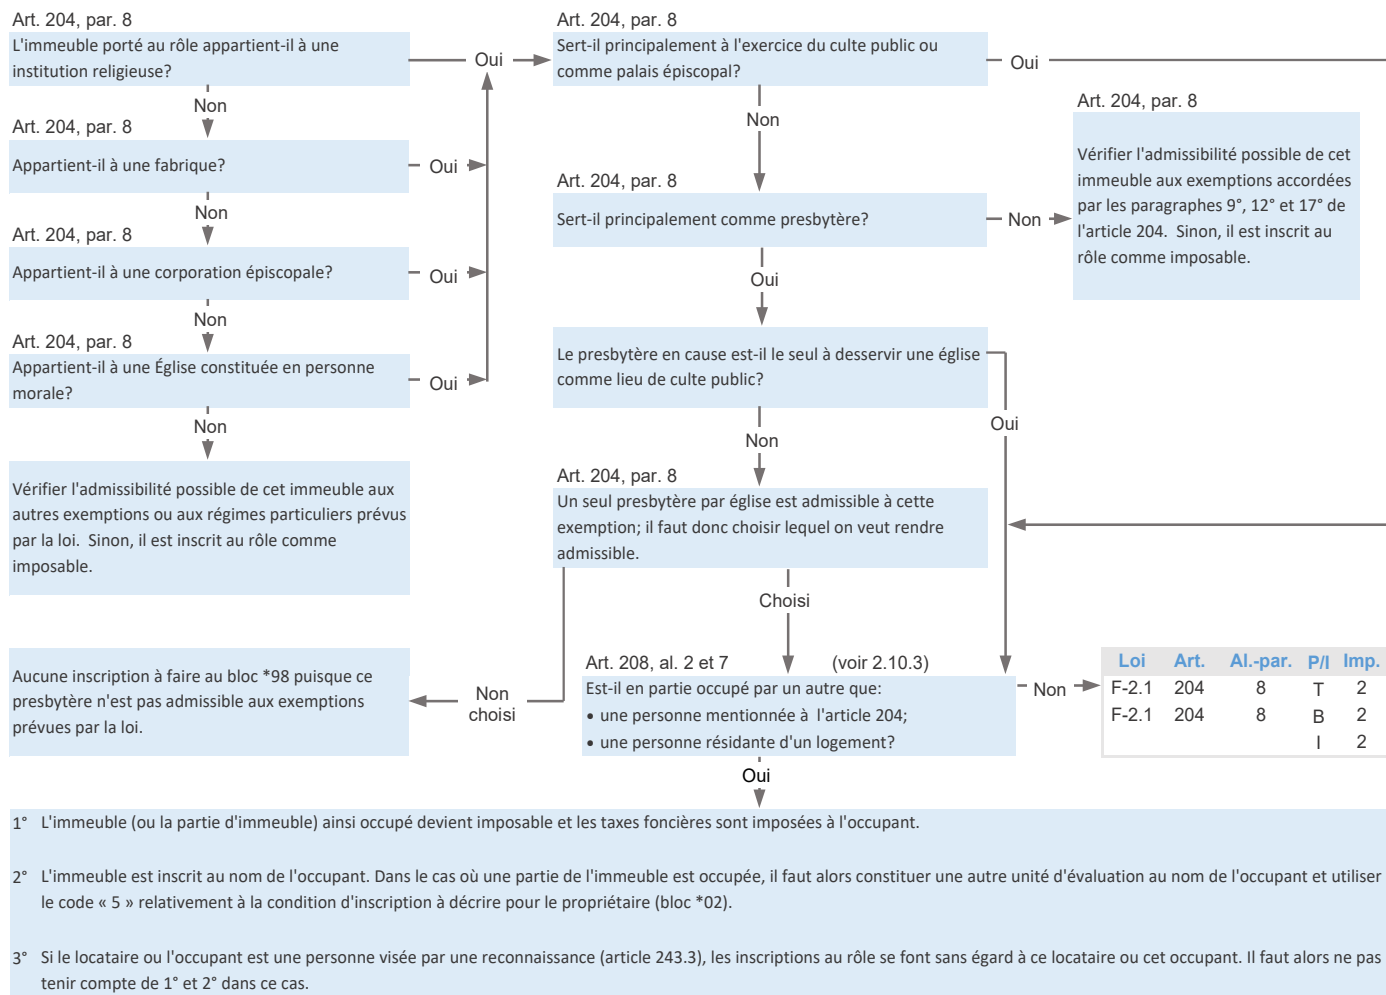 Art. 204, par. 8
L'immeuble porté au rôle appartient-il à une
institution religieuse?
Oui
Non
Art. 204, par. 8
Appartient-il à une fabrique?
Oui
Non
Art. 204, par. 8
Appartient-il à une corporation épiscopale?
Oui
Non
Art. 204, par. 8
Appartient-il à une Église constituée en personne
morale?
Oui
Non
Vérifier l'admissibilité possible de cet immeuble aux
autres exemptions ou aux régimes particuliers prévus
par la loi. Sinon, il est inscrit au rôle comme
imposable.
Art. 204, par. 8
Sert-il principalement à l'exercice du culte public ou
comme palais épiscopal?
Oui
Non
Art. 204, par. 8
Sert-il principalement comme presbytère?
Non
Art. 204, par. 8
Vérifier l'admissibilité possible de cet
immeuble aux exemptions accordées
par les paragraphes 9°, 12° et 17° de
l'article 204. Sinon, il est inscrit au
rôle comme imposable.
Oui
Le presbytère en cause est-il le seul à desservir une église
comme lieu de culte public?
Oui
Non
Art. 204, par. 8
Un seul presbytère par église est admissible à cette
exemption; il faut donc choisir lequel on veut rendre
admissible.
Choisi
Non
choisi
Aucune inscription à faire au bloc *98 puisque ce
presbytère n'est pas admissible aux exemptions
prévues par la loi.
Art. 208, al. 2 et 7 (voir 2.10.3)
Est-il en partie occupé par un autre que:
• une personne mentionnée à l'article 204;
• une personne résidante d'un logement?
Non
Loi Art. Al.-par. P/I Imp.
F-2.1 204 8 T 2
F-2.1 204 8 B 2
I 2
Oui
1° L'immeuble (ou la partie d'immeuble) ainsi occupé devient imposable et les taxes foncières sont imposées à l'occupant.
2° L'immeuble est inscrit au nom de l'occupant. Dans le cas où une partie de l'immeuble est occupée, il faut alors constituer une autre unité d'évaluation au nom de l'occupant et utiliser
le code « 5 » relativement à la condition d'inscription à décrire pour le propriétaire (bloc *02).
3° Si le locataire ou l'occupant est une personne visée par une reconnaissance (article 243.3), les inscriptions au rôle se font sans égard à ce locataire ou cet occupant. Il faut alors ne pas
tenir compte de 1° et 2° dans ce cas.